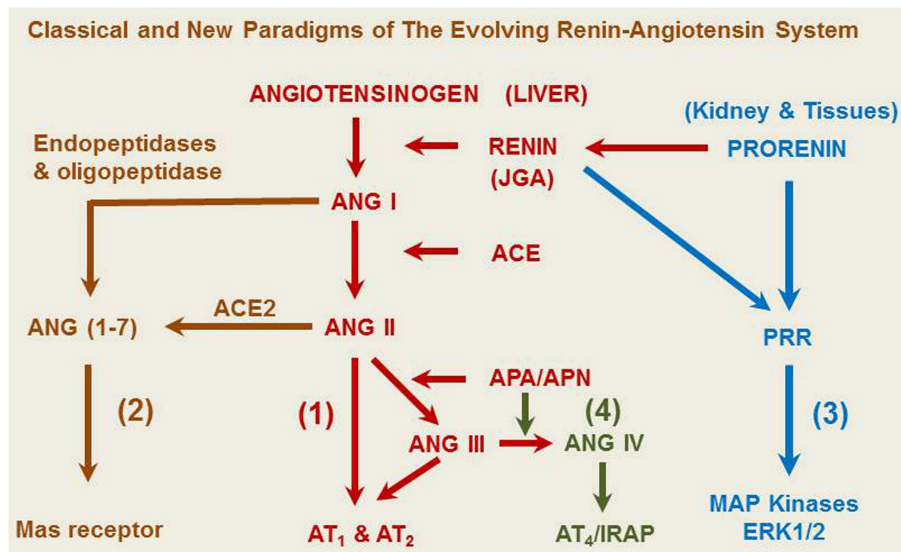 Classical and New Paradigms of The Evolving Renin-Angiotensin System
ANGIOTENSINOGEN (LIVER)
(Kidney & Tissues)
Endopeptidases
& oligopeptidase
RENIN
(JGA)
PRORENIN
ANG I
ACE
ACE2
ANG (1-7)
ANG II
PRR
APA/APN
(2)
(1)
(4)
(3)
ANG III
ANG IV
Mas receptor
AT₁ & AT₂
AT₄/IRAP
MAP Kinases
ERK1/2